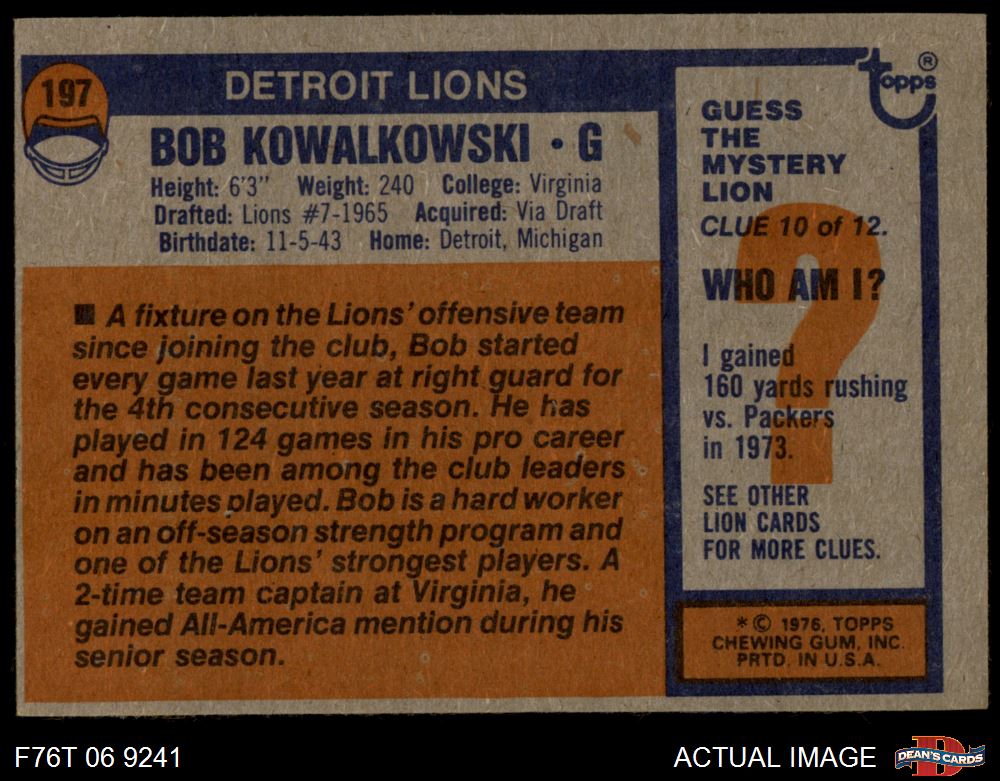 197
DETROIT LIONS
BOB KOWALKOWSKI • G
Height: 6'3" Weight: 240 College: Virginia
Drafted: Lions #7-1965 Acquired: Via Draft
Birthdate: 11-5-43 Home: Detroit, Michigan
■ A fixture on the Lions' offensive team
since joining the club, Bob started
every game last year at right guard for
the 4th consecutive season. He has
played in 124 games in his pro career
and has been among the club leaders
in minutes played. Bob is a hard worker
on an off-season strength program and
one of the Lions' strongest players. A
2-time team captain at Virginia, he
gained All-America mention during his
senior season.
topps ®
GUESS
THE
MYSTERY
LION
CLUE 10 of 12.
WHO AM I?
?
I gained
160 yards rushing
vs. Packers
in 1973.
SEE OTHER
LION CARDS
FOR MORE CLUES.
* © 1976, TOPPS
CHEWING GUM, INC.
PRTD. IN U.S.A.
F76T 06 9241
ACTUAL IMAGE
D
DEAN'S CARDS